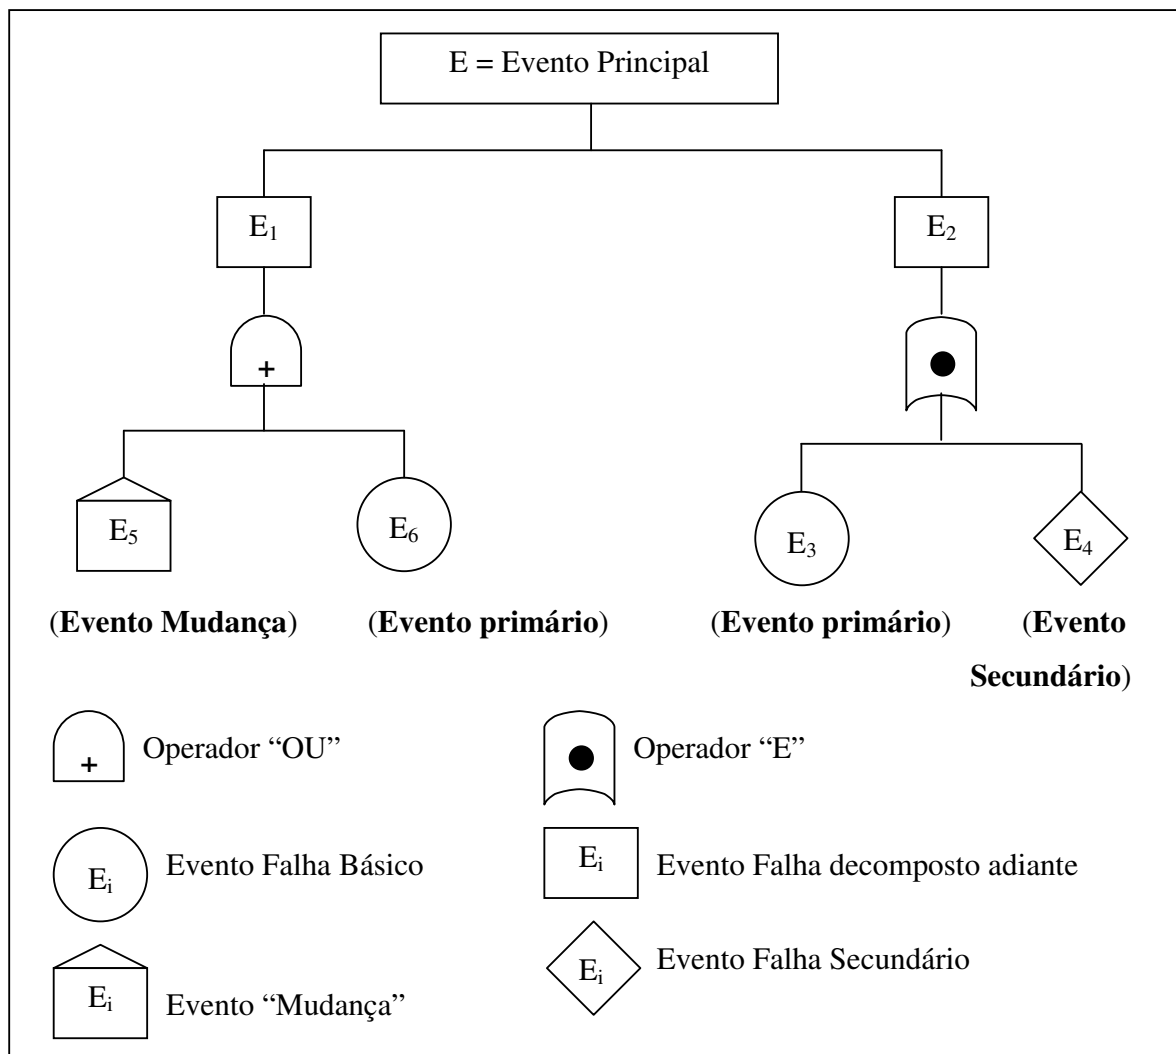 E = Evento Principal
E₁
E₂
+
E₅
E₆
E₃
E₄
(Evento Mudança)
(Evento primário)
(Evento primário)
(Evento
Secundário)
+
Operador “OU”
Operador “E”
Eᵢ
Evento Falha Básico
Eᵢ
Evento Falha decomposto adiante
Eᵢ
Evento “Mudança”
Eᵢ
Evento Falha Secundário